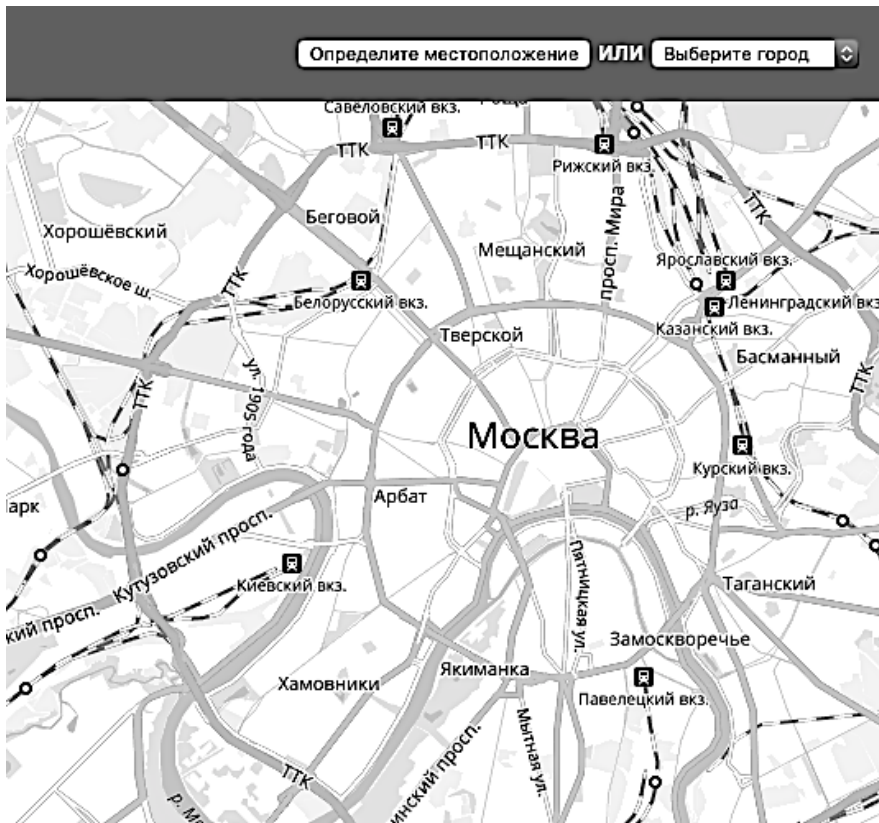 Определите местоположение ИЛИ Выберите город
Савёловский вкз.
ТТК
ТТК
Рижский вкз.
ТТК
Беговой
Хорошёвский
Мещанский
просп. Мира
Ярославский вкз.
Хорошёвское ш.
ТТК
Белорусский вкз.
Ленинградский вкз
Казанский вкз.
Тверской
Басманный
ул. 1905 года
ТТК
ТТК
Москва
Курский вкз.
Арбат
арк
р. Яуза
Кутузовский просп.
Пятницкая ул.
Киевский вкз.
Таганский
кий просп.
Замоскворечье
Якиманка
Хамовники
Павелецкий вкз.
Мытная ул.
инский просп.
ТТК